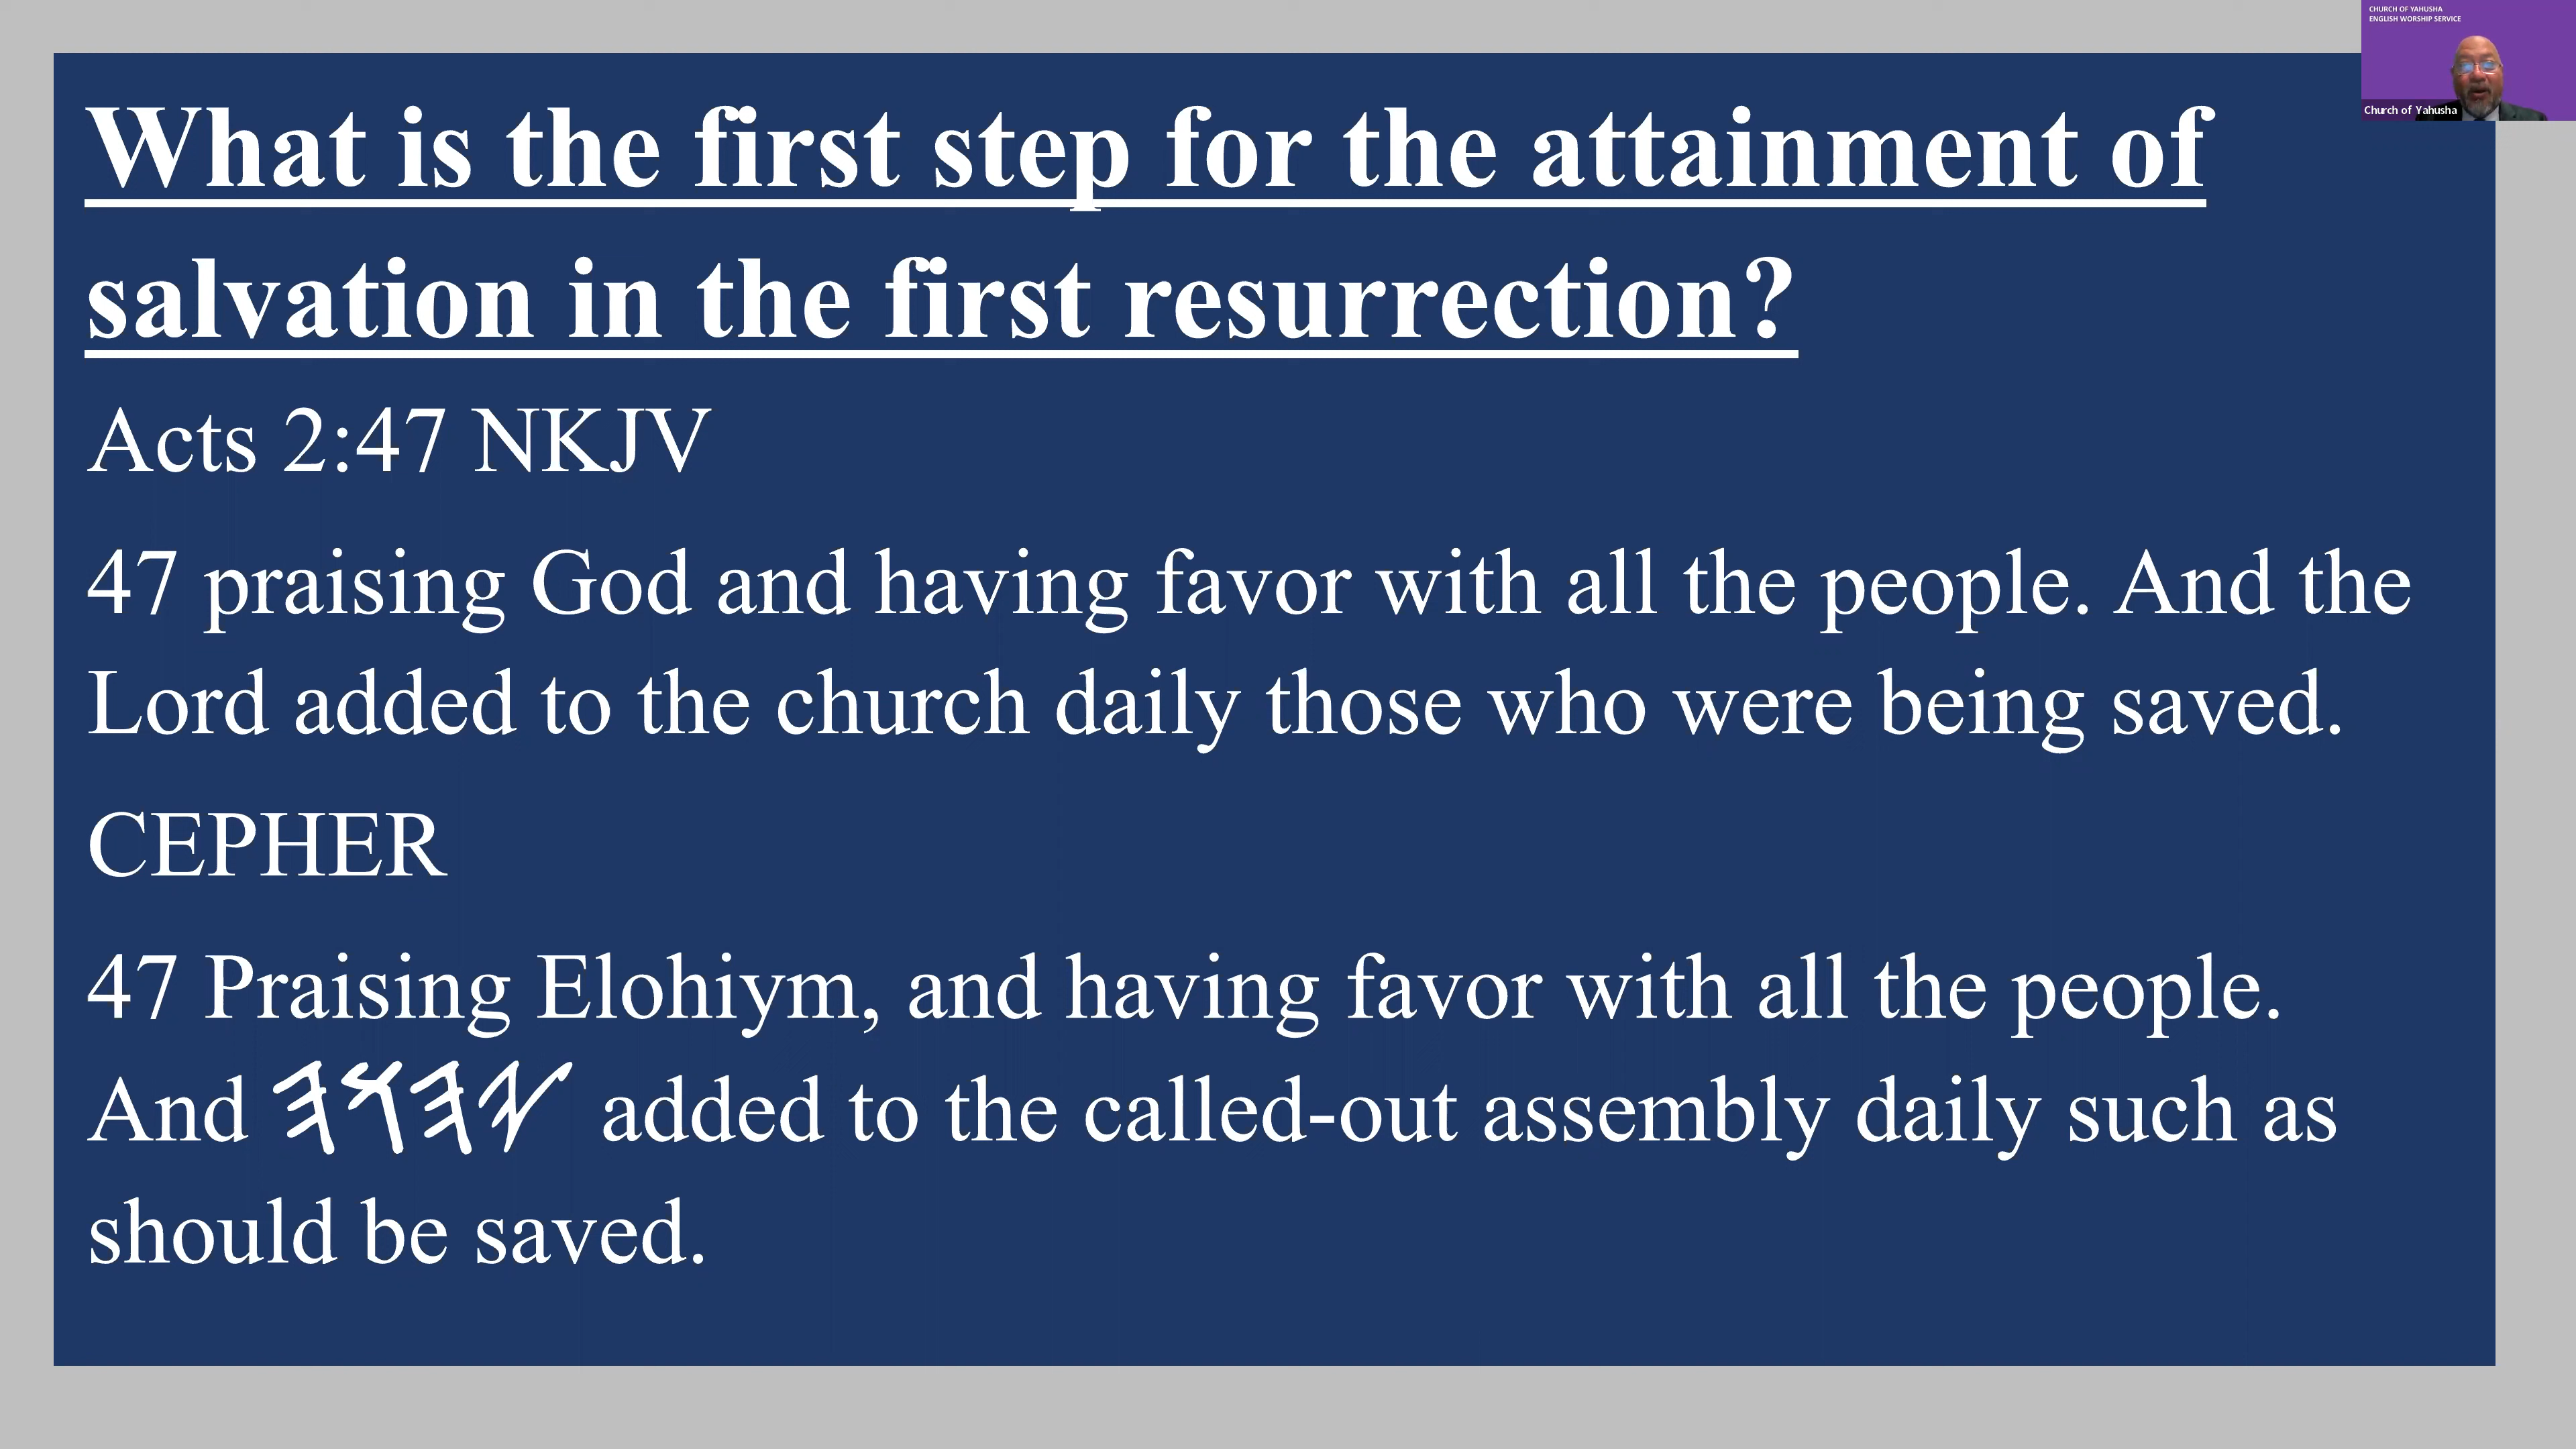 CHURCH OF YAHUSHA
ENGLISH WORSHIP SERVICE
Church of Yahusha
What is the first step for the attainment of
salvation in the first resurrection?
Acts 2:47 NKJV
47 praising God and having favor with all the people. And the
Lord added to the church daily those who were being saved.
CEPHER
47 Praising Elohiym, and having favor with all the people.
And 𐤉𐤄𐤅𐤄 added to the called-out assembly daily such as
should be saved.